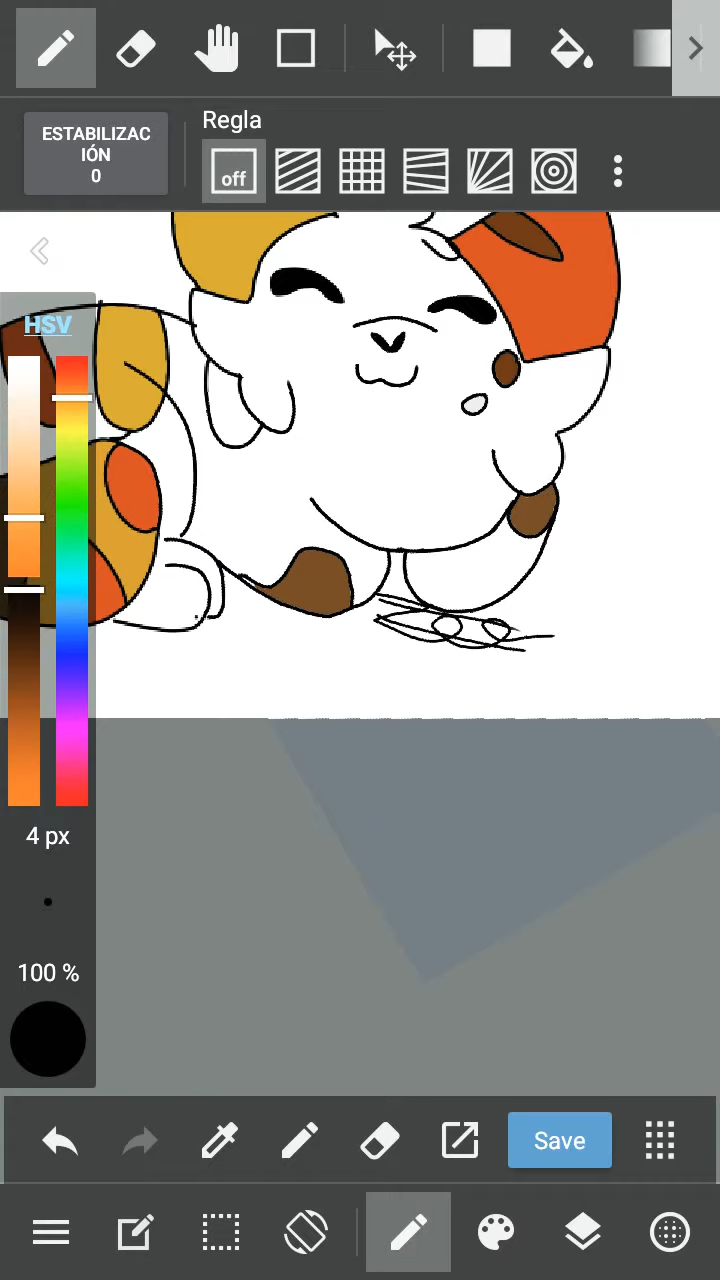 Regla
ESTABILIZAC
IÓN
0
off
HSV
4 px
100 %
Save